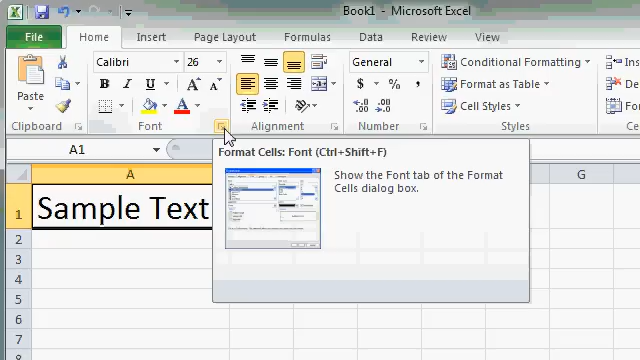 Book1 - Microsoft Excel
File Home Insert Page Layout Formulas Data Review View
Calibri 26 General Conditional Formatting
Paste B I U A A $ % , Format as Table
A .00 .00 Cell Styles
Clipboard Font Alignment Number Styles
A1
Format Cells: Font (Ctrl+Shift+F)
Show the Font tab of the Format
Cells dialog box.
A G
1 Sample Text
2
3
4
5
6
7